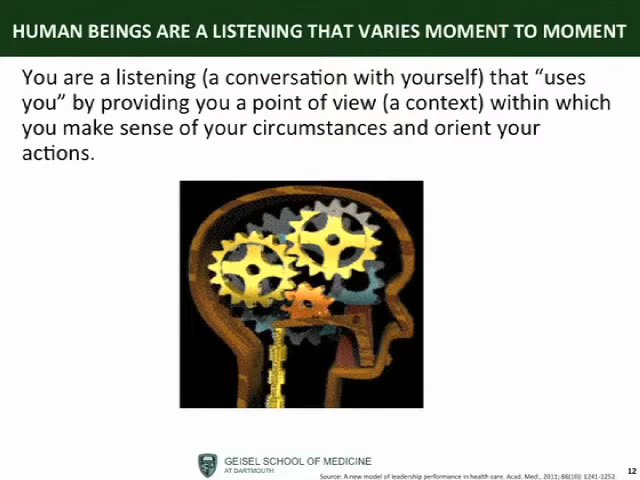 HUMAN BEINGS ARE A LISTENING THAT VARIES MOMENT TO MOMENT
You are a listening (a conversation with yourself) that “uses
you” by providing you a point of view (a context) within which
you make sense of your circumstances and orient your
actions.
GEISEL SCHOOL OF MEDICINE
AT DARTMOUTH
12
Source: A new model of leadership performance in health care. Acad. Med., 2011; 86(10): 1241-1252.